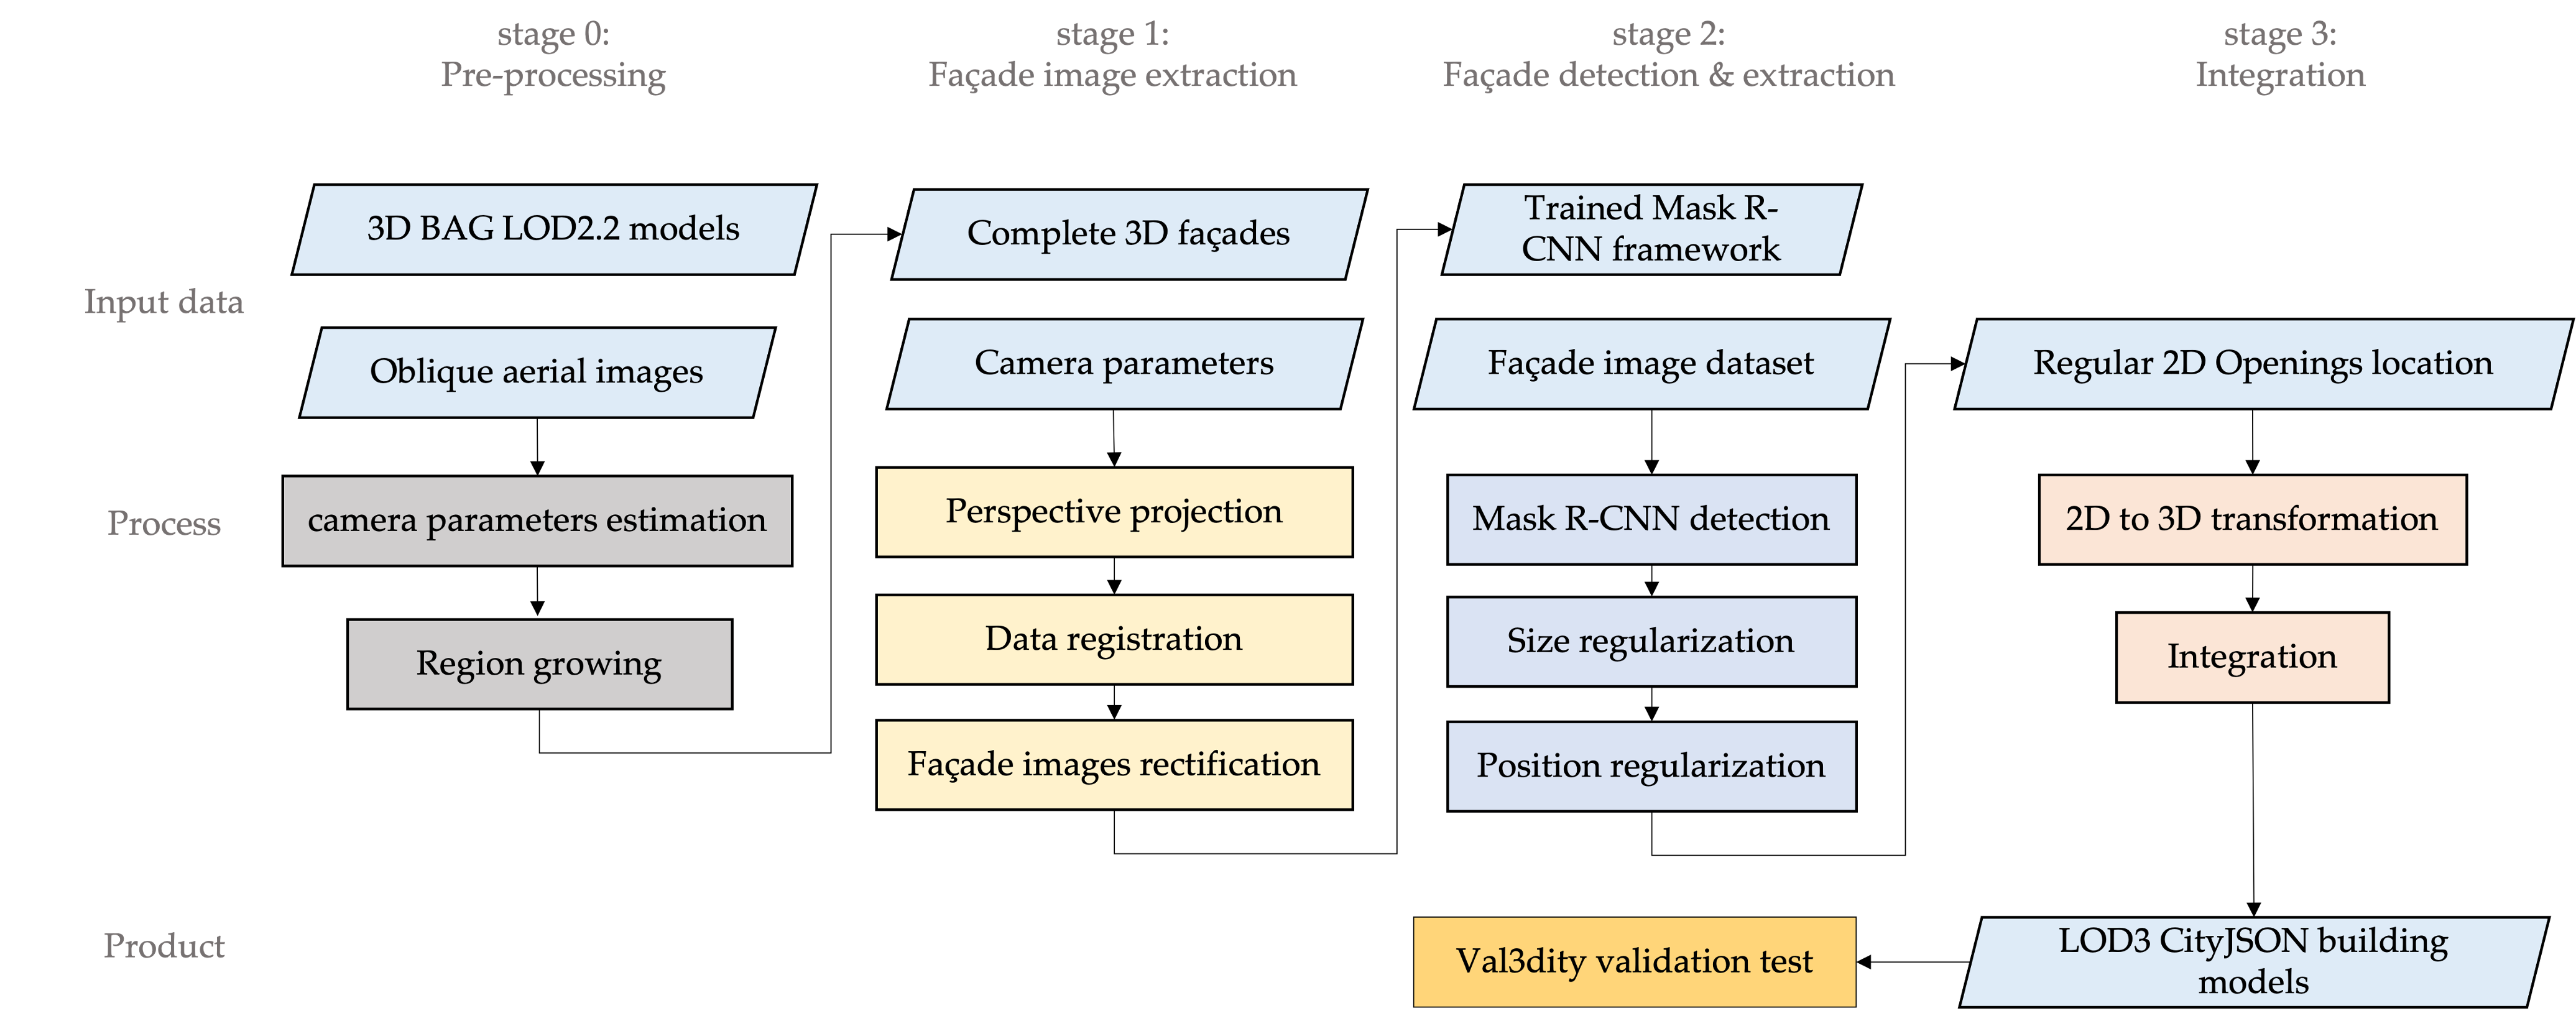 stage 0:
Pre-processing
stage 1:
Façade image extraction
stage 2:
Façade detection & extraction
stage 3:
Integration
Input data
3D BAG LOD2.2 models
Complete 3D façades
Trained Mask R-
CNN framework
Oblique aerial images
Camera parameters
Façade image dataset
Regular 2D Openings location
Process
camera parameters estimation
Perspective projection
Mask R-CNN detection
2D to 3D transformation
Region growing
Data registration
Size regularization
Integration
Façade images rectification
Position regularization
Product
Val3dity validation test
LOD3 CityJSON building
models